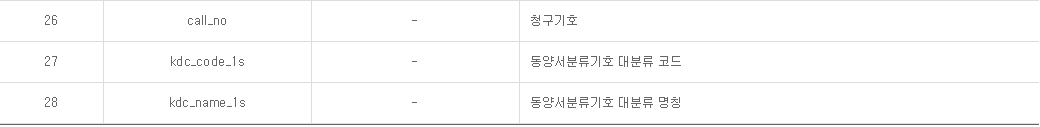 26 call_no - 청구기호
27 kdc_code_1s - 동양서분류기호 대분류 코드
28 kdc_name_1s - 동양서분류기호 대분류 명칭